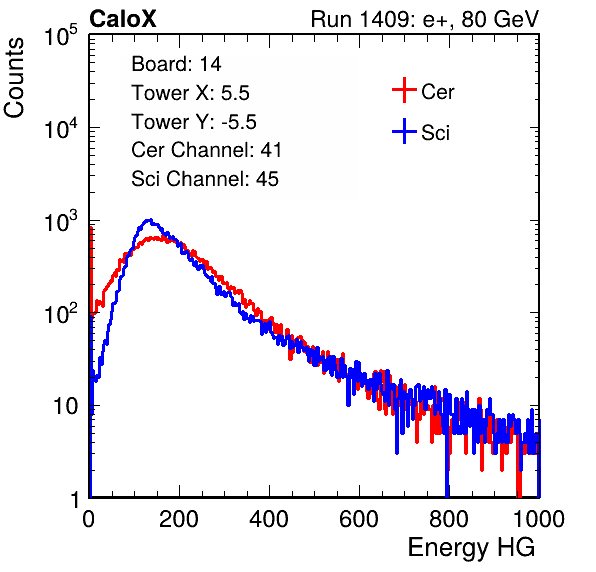 CaloX Run 1409: e+, 80 GeV
Counts
10^5
10^4
10^3
10^2
10
1
Board: 14
Tower X: 5.5
Tower Y: -5.5
Cer Channel: 41
Sci Channel: 45
Cer
Sci
0 200 400 600 800 1000
Energy HG